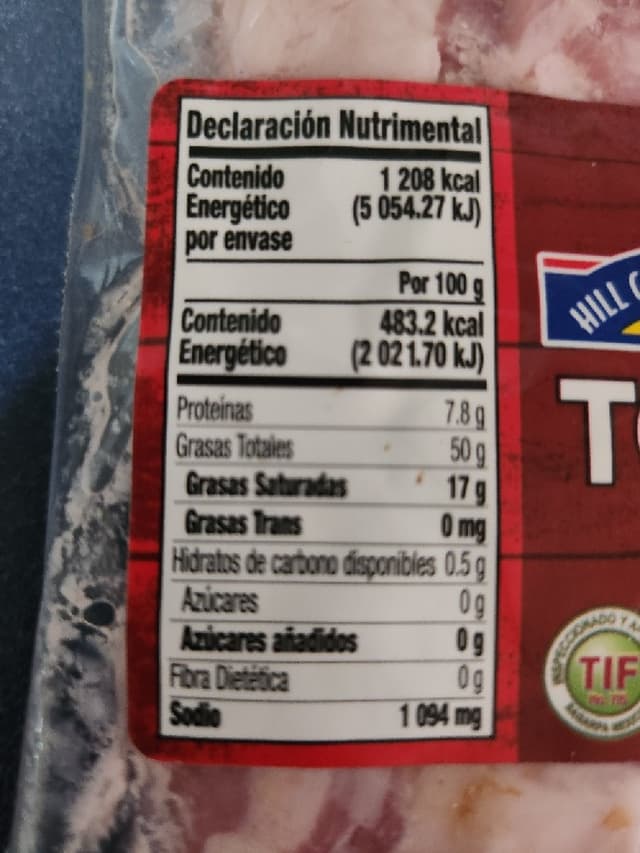 Declaración Nutrimental
Contenido 1 208 kcal
Energético (5 054.27 kJ)
por envase
Por 100 g
Contenido 483.2 kcal
Energético (2 021.70 kJ)
Proteínas 7.8 g
Grasas Totales 50 g
Grasas Saturadas 17 g
Grasas Trans 0 mg
Hidratos de carbono disponibles 0.5 g
Azúcares 0 g
Azúcares añadidos 0 g
Fibra Dietética 0 g
Sodio 1 094 mg
HILL
TIF